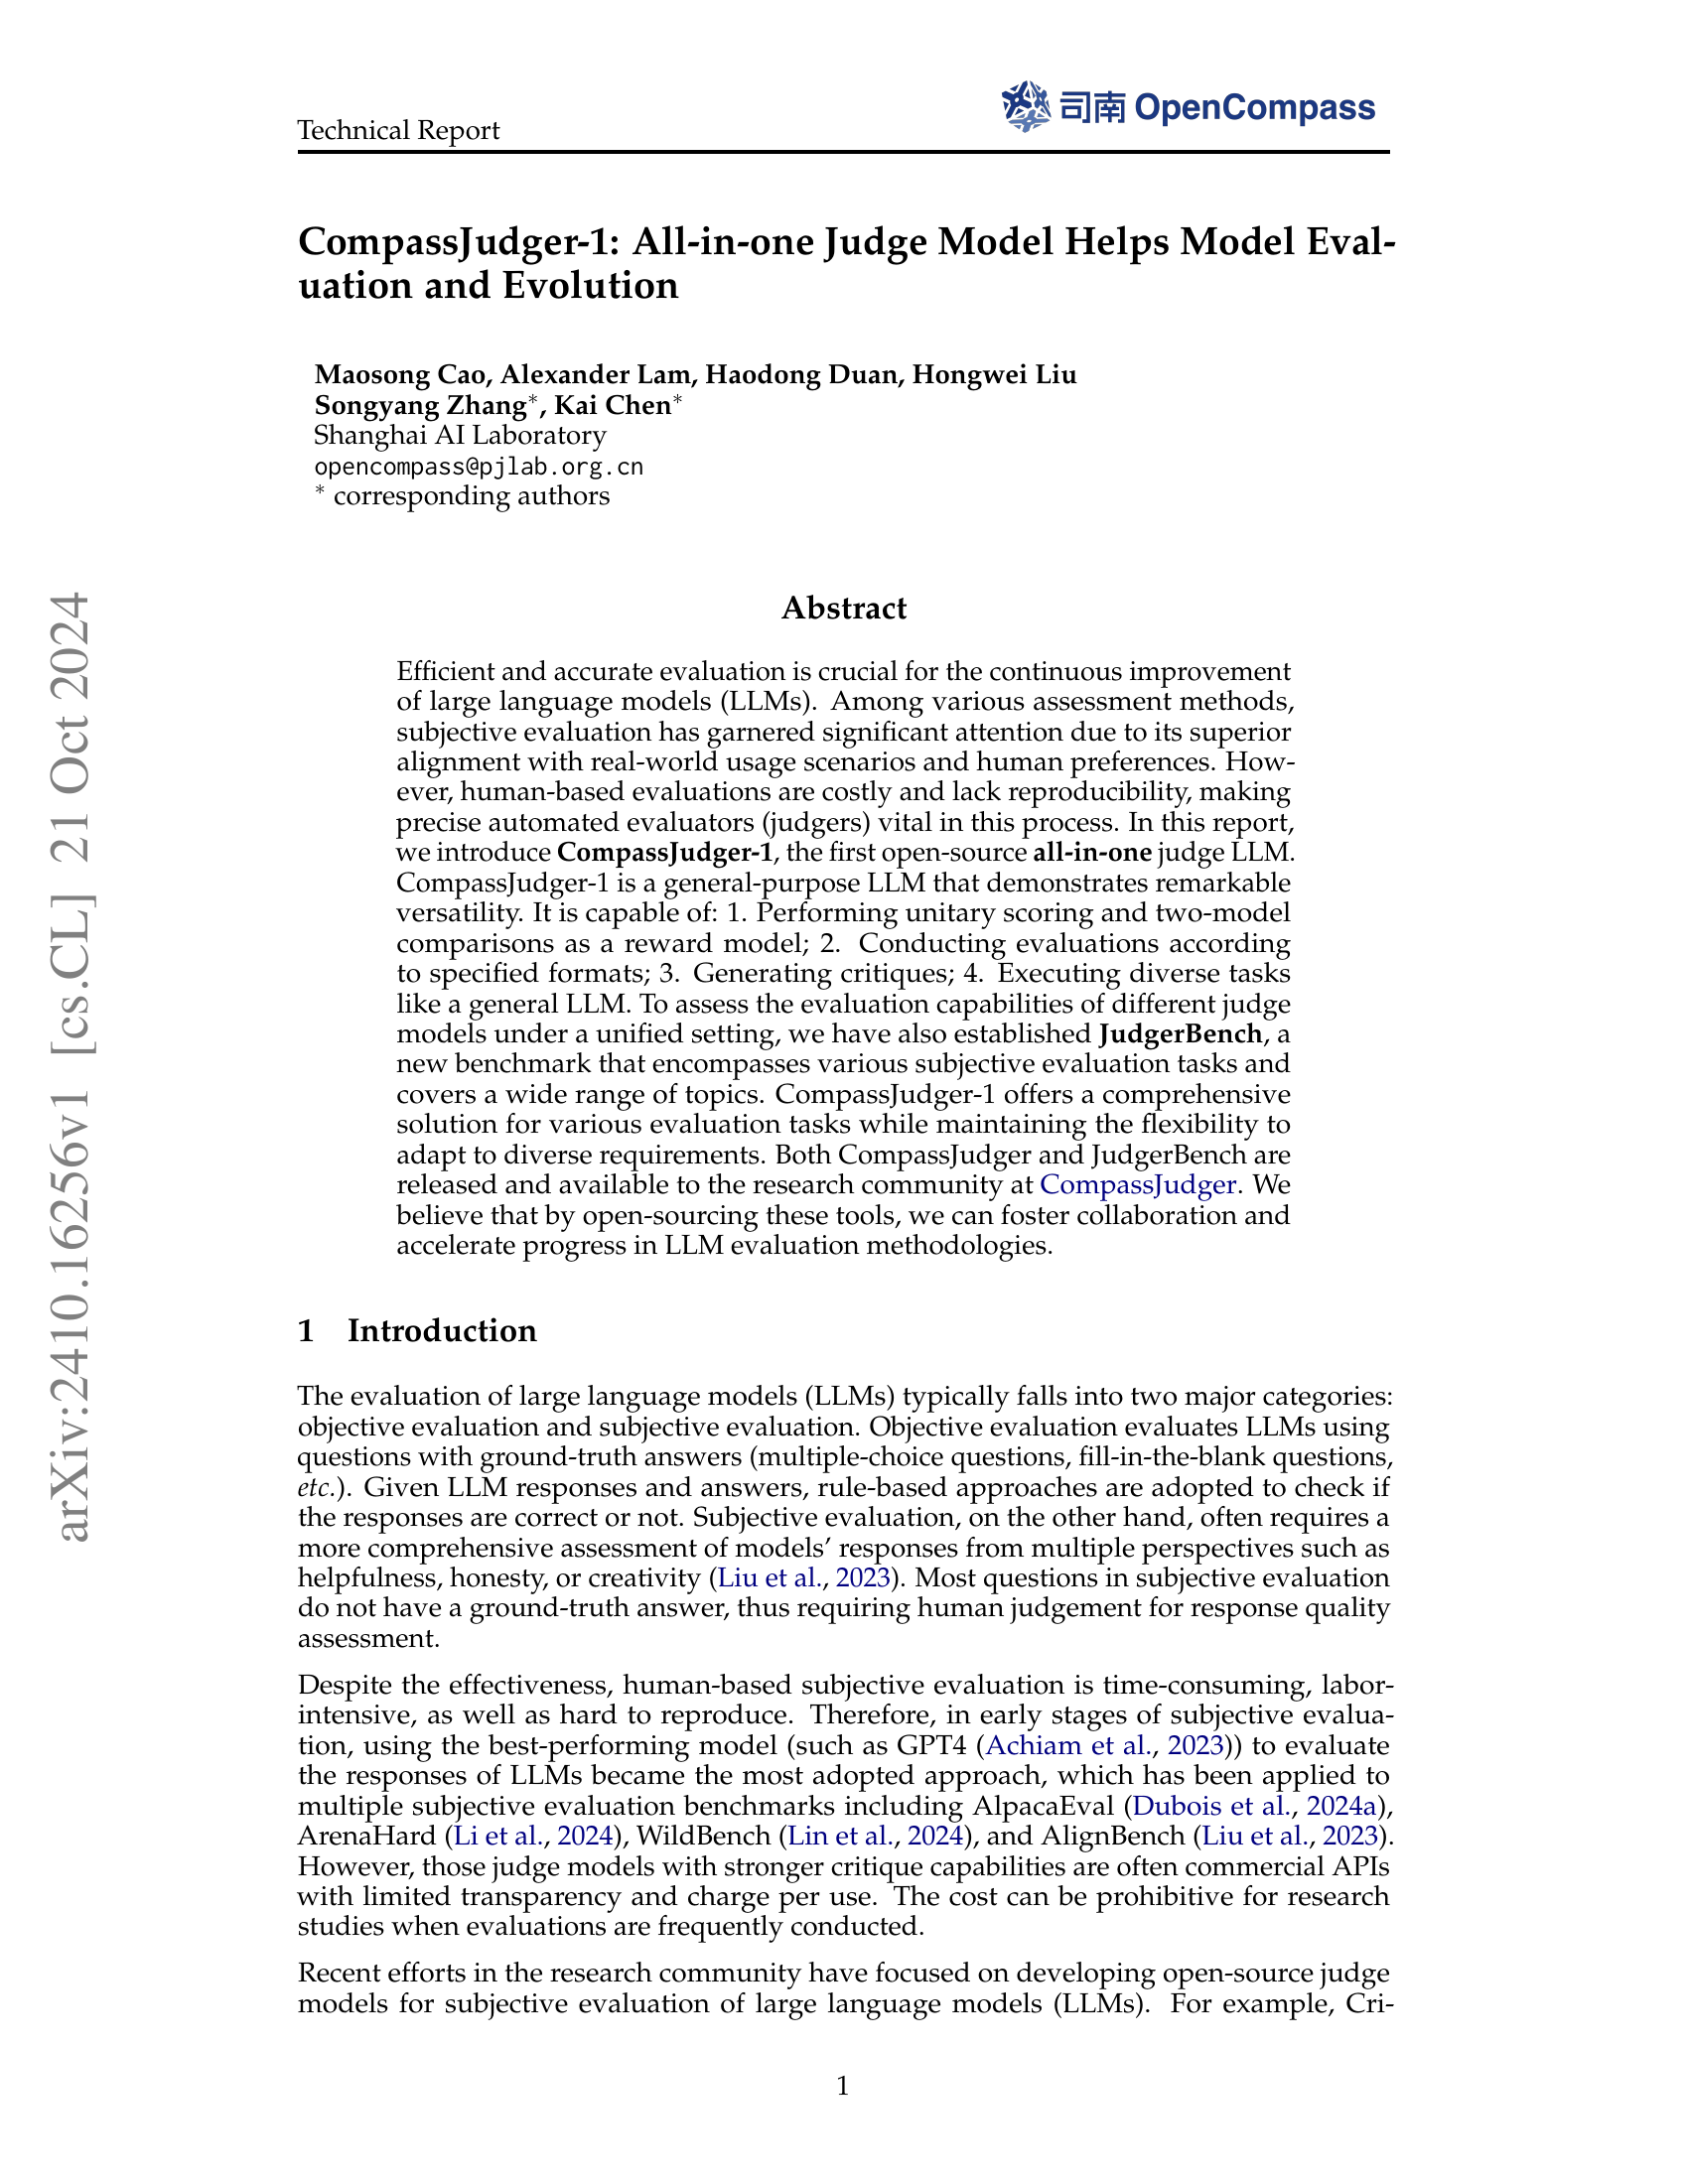 Technical Report
司南 OpenCompass
CompassJudger-1: All-in-one Judge Model Helps Model Eval-
uation and Evolution
Maosong Cao, Alexander Lam, Haodong Duan, Hongwei Liu
Songyang Zhang*, Kai Chen*
Shanghai AI Laboratory
opencompass@pjlab.org.cn
* corresponding authors
arXiv:2410.16256v1 [cs.CL] 21 Oct 2024
Abstract
Efficient and accurate evaluation is crucial for the continuous improvement
of large language models (LLMs). Among various assessment methods,
subjective evaluation has garnered significant attention due to its superior
alignment with real-world usage scenarios and human preferences. How-
ever, human-based evaluations are costly and lack reproducibility, making
precise automated evaluators (judgers) vital in this process. In this report,
we introduce CompassJudger-1, the first open-source all-in-one judge LLM.
CompassJudger-1 is a general-purpose LLM that demonstrates remarkable
versatility. It is capable of: 1. Performing unitary scoring and two-model
comparisons as a reward model; 2. Conducting evaluations according
to specified formats; 3. Generating critiques; 4. Executing diverse tasks
like a general LLM. To assess the evaluation capabilities of different judge
models under a unified setting, we have also established JudgerBench, a
new benchmark that encompasses various subjective evaluation tasks and
covers a wide range of topics. CompassJudger-1 offers a comprehensive
solution for various evaluation tasks while maintaining the flexibility to
adapt to diverse requirements. Both CompassJudger and JudgerBench are
released and available to the research community at CompassJudger. We
believe that by open-sourcing these tools, we can foster collaboration and
accelerate progress in LLM evaluation methodologies.
1 Introduction
The evaluation of large language models (LLMs) typically falls into two major categories:
objective evaluation and subjective evaluation. Objective evaluation evaluates LLMs using
questions with ground-truth answers (multiple-choice questions, fill-in-the-blank questions,
etc.). Given LLM responses and answers, rule-based approaches are adopted to check if
the responses are correct or not. Subjective evaluation, on the other hand, often requires a
more comprehensive assessment of models’ responses from multiple perspectives such as
helpfulness, honesty, or creativity (Liu et al., 2023). Most questions in subjective evaluation
do not have a ground-truth answer, thus requiring human judgement for response quality
assessment.
Despite the effectiveness, human-based subjective evaluation is time-consuming, labor-
intensive, as well as hard to reproduce. Therefore, in early stages of subjective evalua-
tion, using the best-performing model (such as GPT4 (Achiam et al., 2023)) to evaluate
the responses of LLMs became the most adopted approach, which has been applied to
multiple subjective evaluation benchmarks including AlpacaEval (Dubois et al., 2024a),
ArenaHard (Li et al., 2024), WildBench (Lin et al., 2024), and AlignBench (Liu et al., 2023).
However, those judge models with stronger critique capabilities are often commercial APIs
with limited transparency and charge per use. The cost can be prohibitive for research
studies when evaluations are frequently conducted.
Recent efforts in the research community have focused on developing open-source judge
models for subjective evaluation of large language models (LLMs). For example, Cri-
1